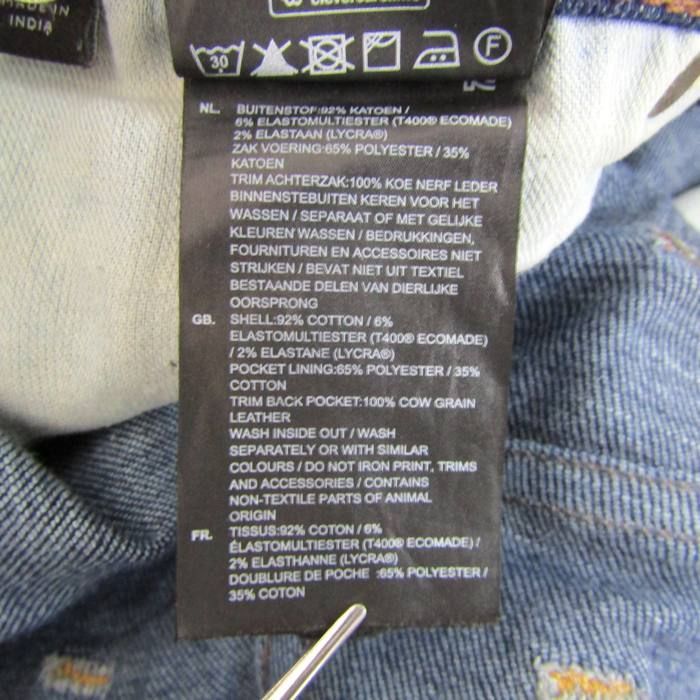 MADE IN
INDIA
clevercare.info
30
F
NL. BUITENSTOF:92% KATOEN /
6% ELASTOMULTIESTER (T400® ECOMADE)
2% ELASTAAN (LYCRA®)
ZAK VOERING:65% POLYESTER / 35%
KATOEN
TRIM ACHTERZAK:100% KOE NERF LEDER
BINNENSTEBUITEN KEREN VOOR HET
WASSEN / SEPARAAT OF MET GELIJKE
KLEUREN WASSEN / BEDRUKKINGEN,
FOURNITUREN EN ACCESSOIRES NIET
STRIJKEN / BEVAT NIET UIT TEXTIEL
BESTAANDE DELEN VAN DIERLIJKE
OORSPRONG
GB. SHELL:92% COTTON / 6%
ELASTOMULTIESTER (T400® ECOMADE)
/ 2% ELASTANE (LYCRA®)
POCKET LINING:65% POLYESTER / 35%
COTTON
TRIM BACK POCKET:100% COW GRAIN
LEATHER
WASH INSIDE OUT / WASH
SEPARATELY OR WITH SIMILAR
COLOURS / DO NOT IRON PRINT, TRIMS
AND ACCESSORIES / CONTAINS
NON-TEXTILE PARTS OF ANIMAL
ORIGIN
FR. TISSUS:92% COTON / 6%
ÉLASTOMULTIESTER (T400® ECOMADE) /
2% ELASTHANNE (LYCRA®)
DOUBLURE DE POCHE :65% POLYESTER /
35% COTON